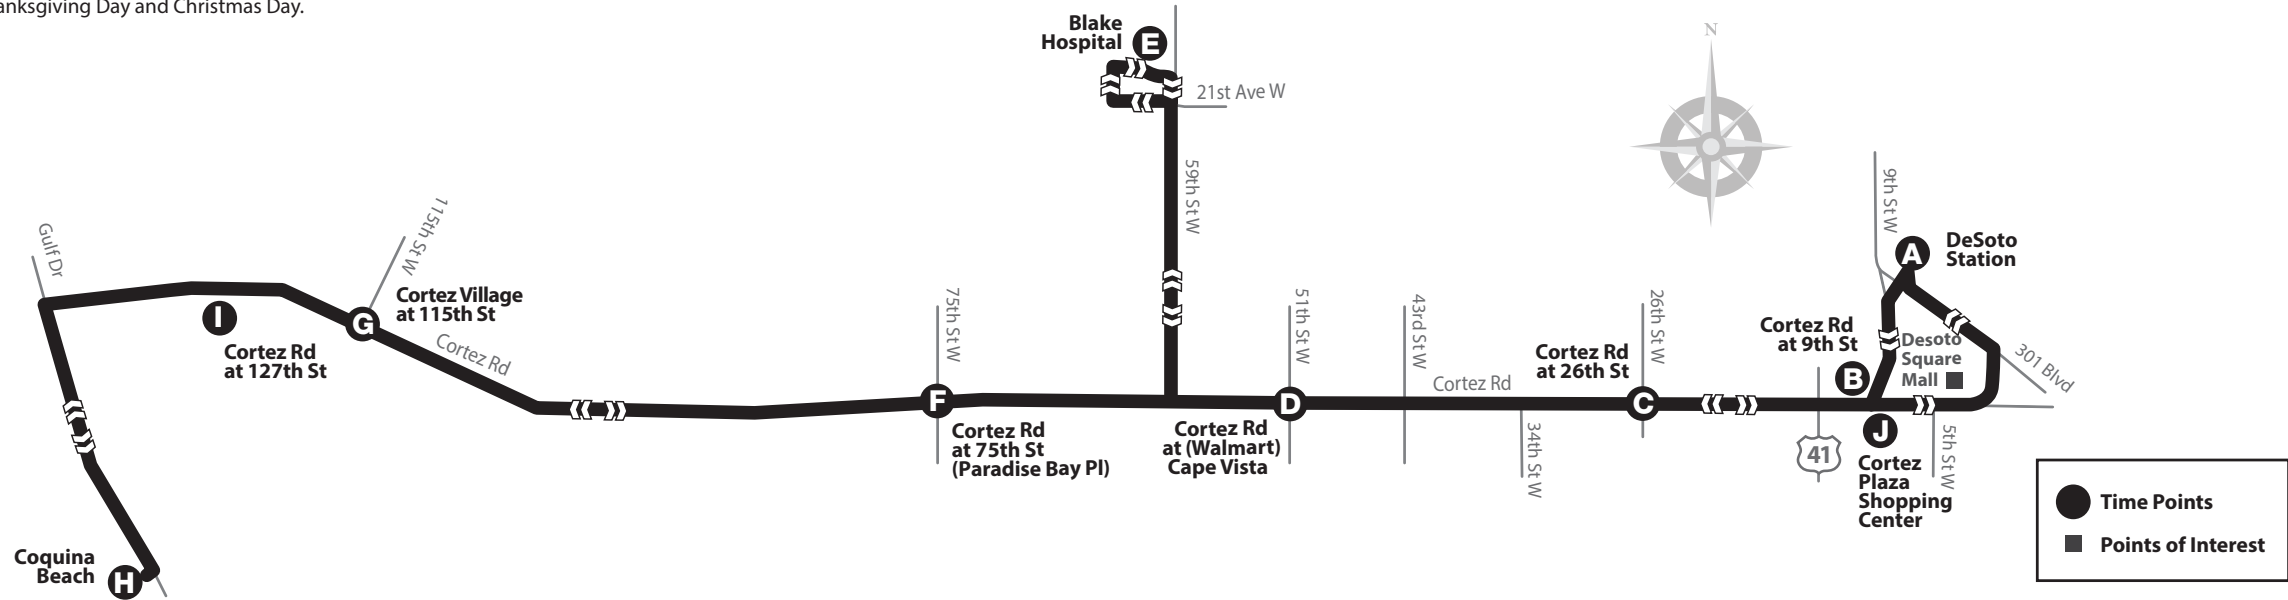 anksgiving Day and Christmas Day.
Blake
Hospital
E
21st Ave W
59th St W
N
9th St W
A
DeSoto
Station
Gulf Dr
115th St W
I
Cortez Rd
at 127th St
G
Cortez Village
at 115th St
Cortez Rd
75th St W
F
Cortez Rd
at 75th St
(Paradise Bay Pl)
51th St W
D
Cortez Rd
at (Walmart)
Cape Vista
43rd St W
Cortez Rd
34th St W
Cortez Rd
at 26th St
26th St W
C
Cortez Rd
at 9th St
B
Desoto
Square
Mall
301 Blvd
41
J
Cortez
Plaza
Shopping
Center
5th St W
Coquina
Beach
H
Time Points
Points of Interest